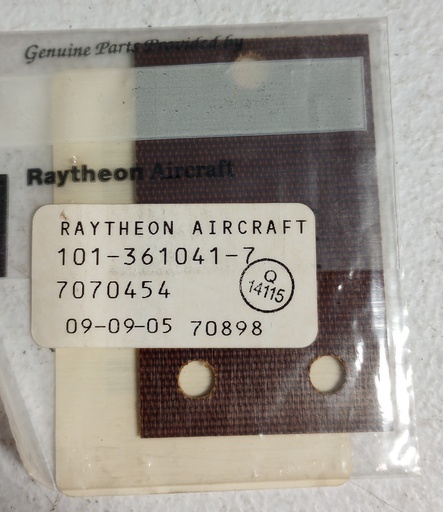 Genuine Parts Provided by
Raytheon Aircraft
RAYTHEON AIRCRAFT
101-361041-7
7070454
Q
14115
09-09-05 70898